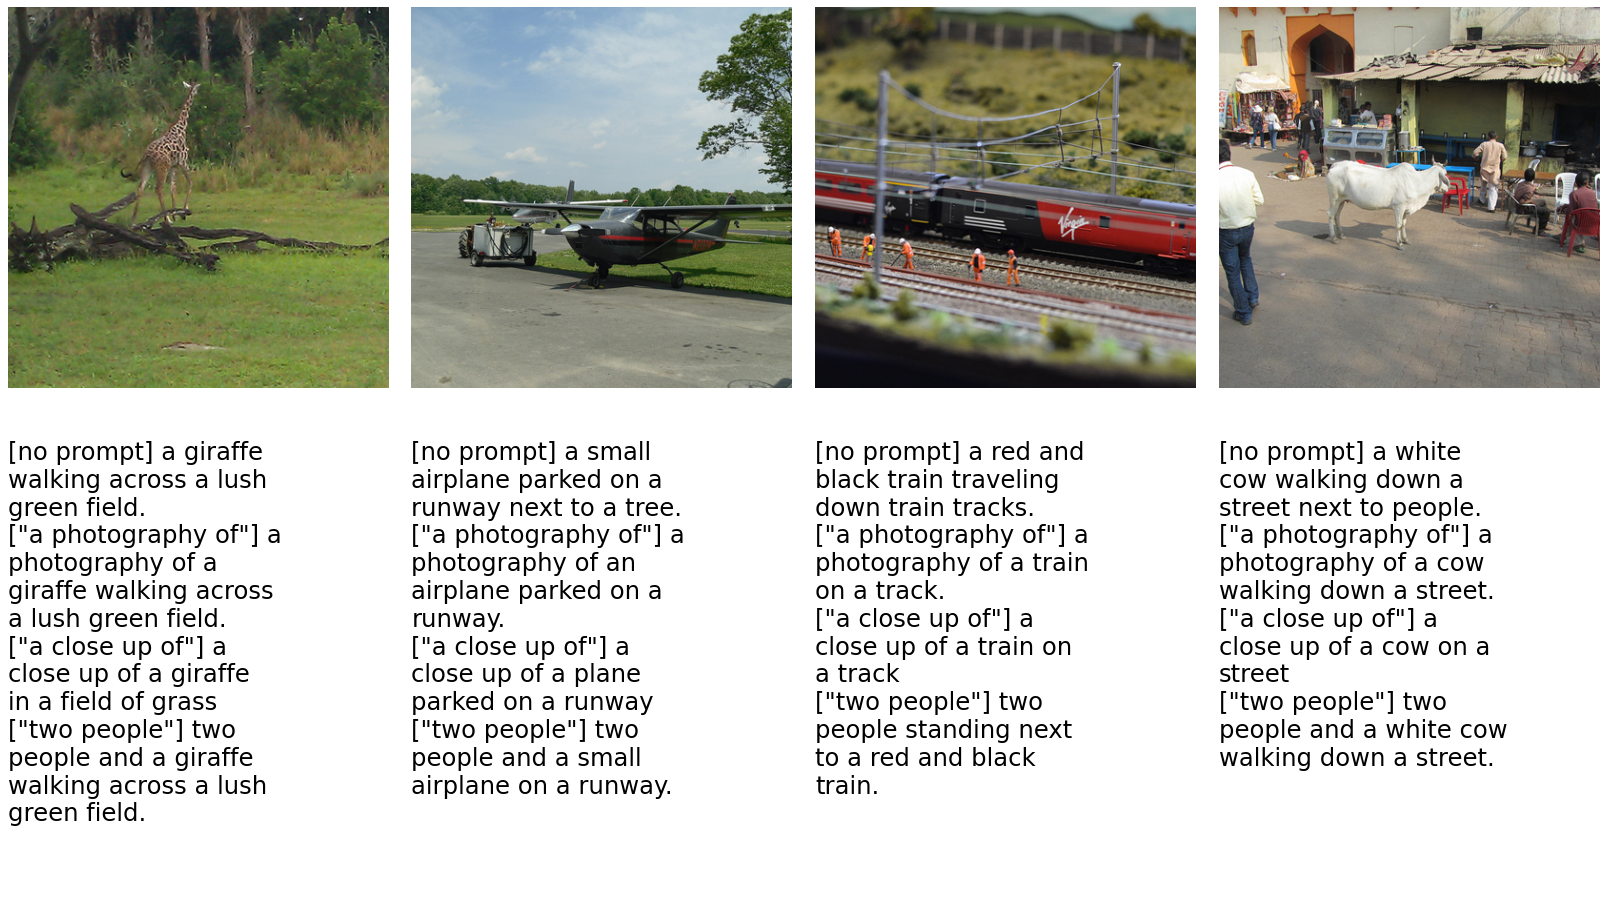 Virgin
[no prompt] a giraffe
walking across a lush
green field.
["a photography of"] a
photography of a
giraffe walking across
a lush green field.
["a close up of"] a
close up of a giraffe
in a field of grass
["two people"] two
people and a giraffe
walking across a lush
green field.
[no prompt] a small
airplane parked on a
runway next to a tree.
["a photography of"] a
photography of an
airplane parked on a
runway.
["a close up of"] a
close up of a plane
parked on a runway
["two people"] two
people and a small
airplane on a runway.
[no prompt] a red and
black train traveling
down train tracks.
["a photography of"] a
photography of a train
on a track.
["a close up of"] a
close up of a train on
a track
["two people"] two
people standing next
to a red and black
train.
[no prompt] a white
cow walking down a
street next to people.
["a photography of"] a
photography of a cow
walking down a street.
["a close up of"] a
close up of a cow on a
street
["two people"] two
people and a white cow
walking down a street.